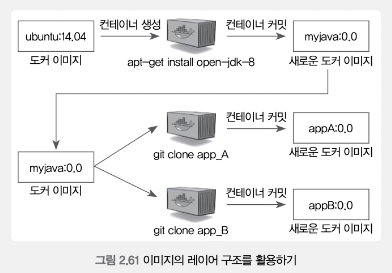 ubuntu:14.04
도커 이미지
컨테이너 생성
apt-get install open-jdk-8
컨테이너 커밋
myjava:0.0
새로운 도커 이미지
myjava:0.0
도커 이미지
git clone app_A
컨테이너 커밋
appA:0.0
새로운 도커 이미지
git clone app_B
컨테이너 커밋
appB:0.0
새로운 도커 이미지
그림 2.61 이미지의 레이어 구조를 활용하기